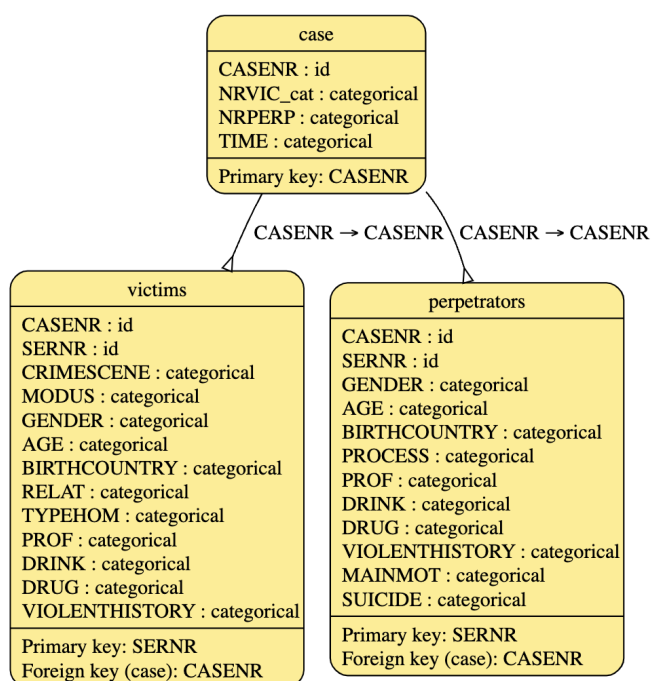 case
CASENR : id
NRVIC_cat : categorical
NRPERP : categorical
TIME : categorical
Primary key: CASENR
CASENR → CASENR
CASENR → CASENR
victims
CASENR : id
SERNR : id
CRIMESCENE : categorical
MODUS : categorical
GENDER : categorical
AGE : categorical
BIRTHCOUNTRY : categorical
RELAT : categorical
TYPEHOM : categorical
PROF : categorical
DRINK : categorical
DRUG : categorical
VIOLENTHISTORY : categorical
Primary key: SERNR
Foreign key (case): CASENR
perpetrators
CASENR : id
SERNR : id
GENDER : categorical
AGE : categorical
BIRTHCOUNTRY : categorical
PROCESS : categorical
PROF : categorical
DRINK : categorical
DRUG : categorical
VIOLENTHISTORY : categorical
MAINMOT : categorical
SUICIDE : categorical
Primary key: SERNR
Foreign key (case): CASENR